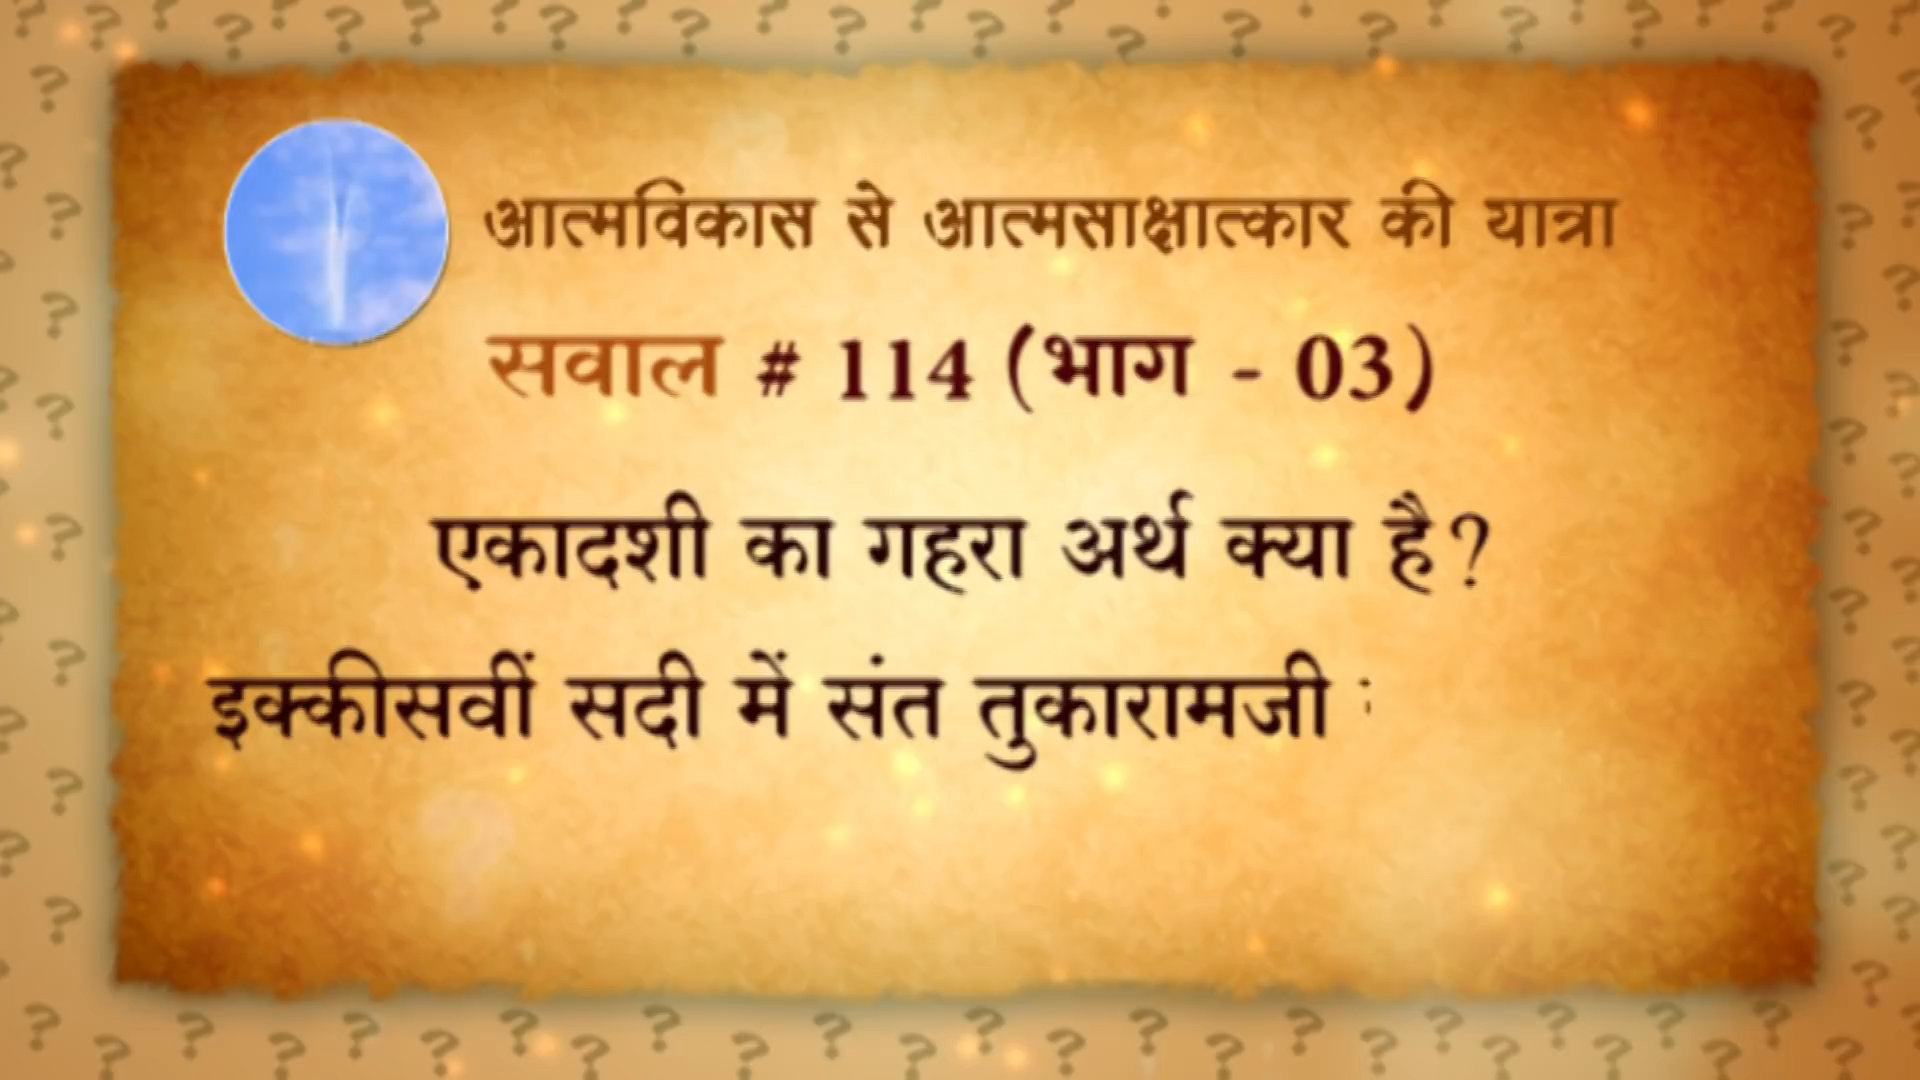 आत्मविकास से आत्मसाक्षात्कार की यात्रा
सवाल # 114 (भाग - 03)
एकादशी का गहरा अर्थ क्या है?
इक्कीसवीं सदी में संत तुकारामजी